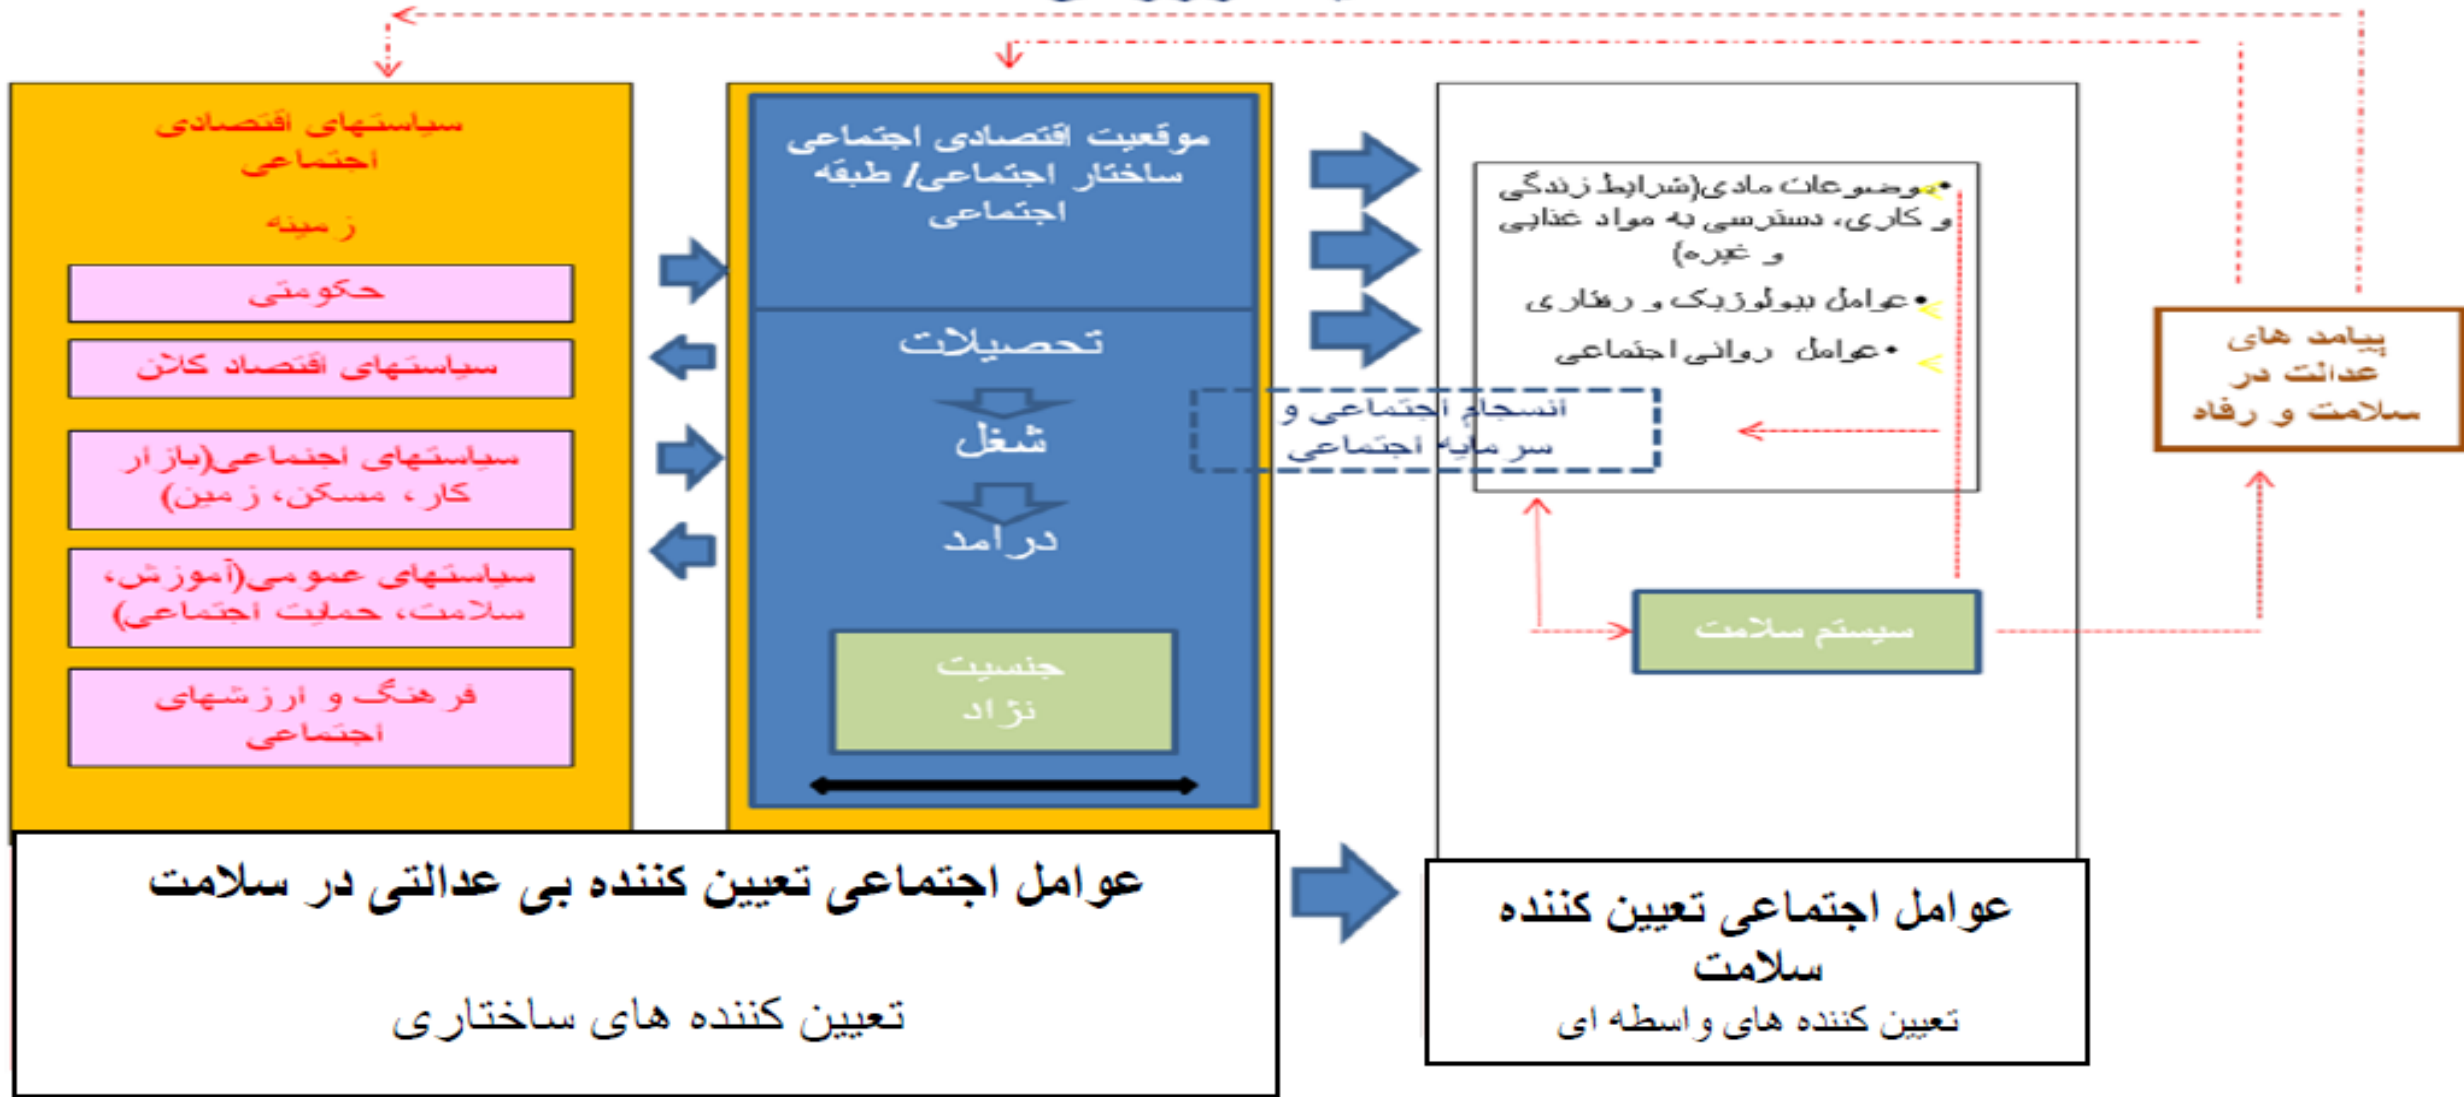 سیاستهای اقتصادی
اجتماعی
زمینه
حکومتی
سیاستهای اقتصاد کلان
سیاستهای اجتماعی(بازار
کار، مسکن، زمین)
سیاستهای عمومی(آموزش،
سلامت، حمایت اجتماعی)
فرهنگ و ارزشهای
اجتماعی
موقعیت اقتصادی اجتماعی
ساختار اجتماعی/ طبقه
اجتماعی
تحصیلات
شغل
درامد
جنسیت
نژاد
•موضوعات مادی(شرایط زندگی
و کاری، دسترسی به مواد غذایی
و غیره)
•عوامل بیولوژیک و رفتاری
•عوامل روانی اجتماعی
انسجام اجتماعی و
سرمایه اجتماعی
سیستم سلامت
پیامد های
عدالت در
سلامت و رفاه
عوامل اجتماعی تعیین کننده بی عدالتی در سلامت
تعیین کننده های ساختاری
عوامل اجتماعی تعیین کننده
سلامت
تعیین کننده های واسطه ای